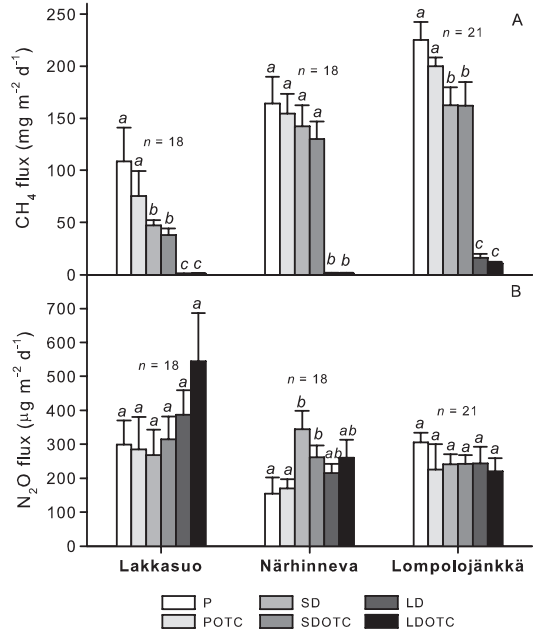 A
CH₄ flux (mg m⁻² d⁻¹)
250
200
150
100
50
0
a
a
n = 18
b
b
c c
a
a
a
a
n = 18
b b
a
a
n = 21
b b
c
c
B
N₂O flux (µg m⁻² d⁻¹)
700
600
500
400
300
200
100
0
a
n = 18
a a a a a
n = 18
a a b b ab ab
n = 21
a a a a a a
Lakkasuo Närhinneva Lompolojänkkä
P SD LD
POTC SDOTC LDOTC